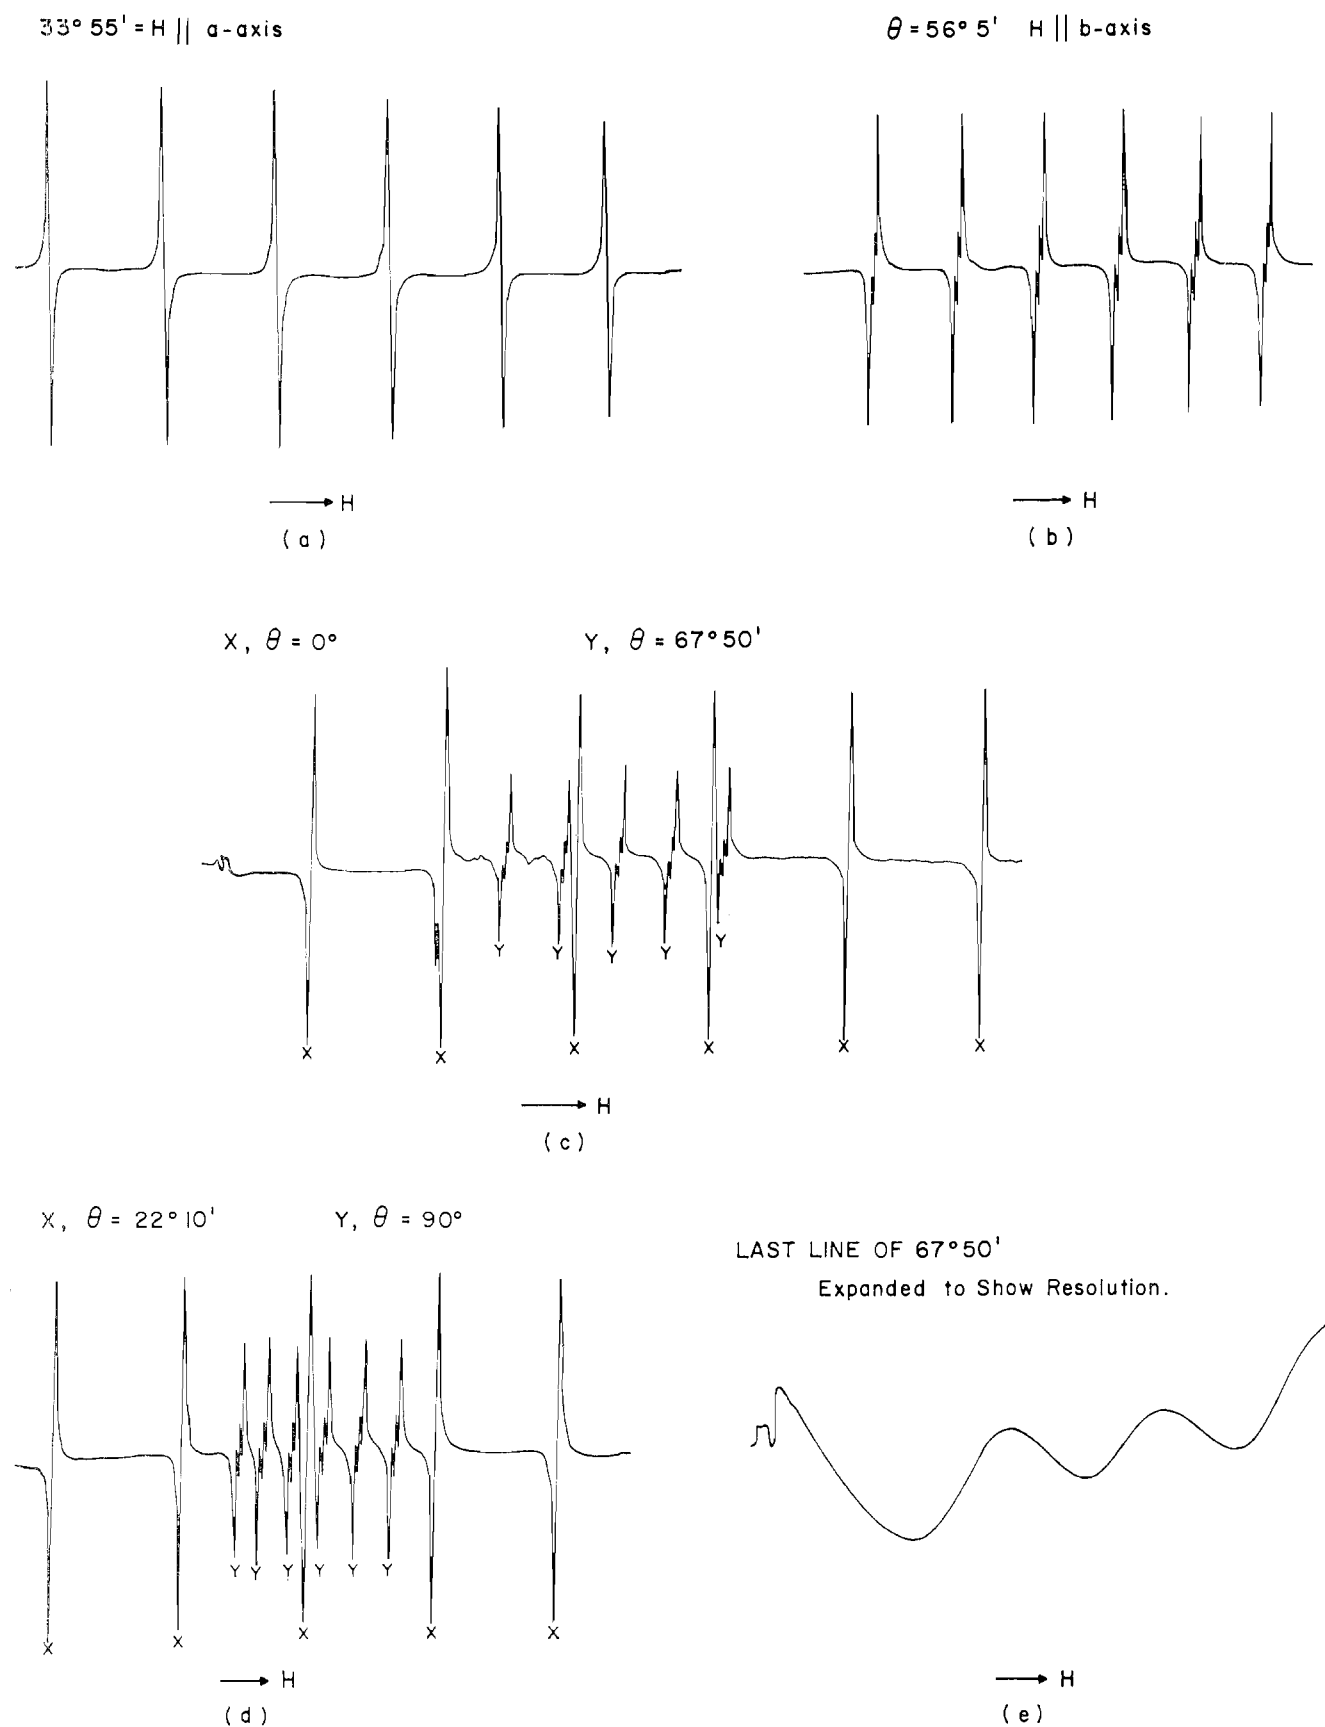 33° 55' = H || a-axis
θ = 56° 5' H || b-axis
H
(a)
H
(b)
X, θ = 0°
Y, θ = 67° 50'
Y Y Y Y Y
X X X X X X
H
(c)
X, θ = 22° 10'
Y, θ = 90°
LAST LINE OF 67° 50'
Expanded to Show Resolution.
Y Y Y Y Y Y
X X X X X
H
(d)
H
(e)